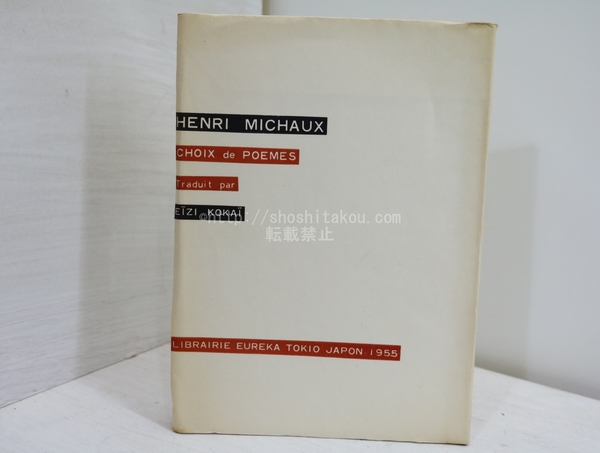 HENRI MICHAUX
CHOIX de POEMES
Traduit par
EÏZI KOKAÏ
©http://shoshitakou.com/
転載禁止
LIBRAIRIE EUREKA TOKIO JAPON 1955